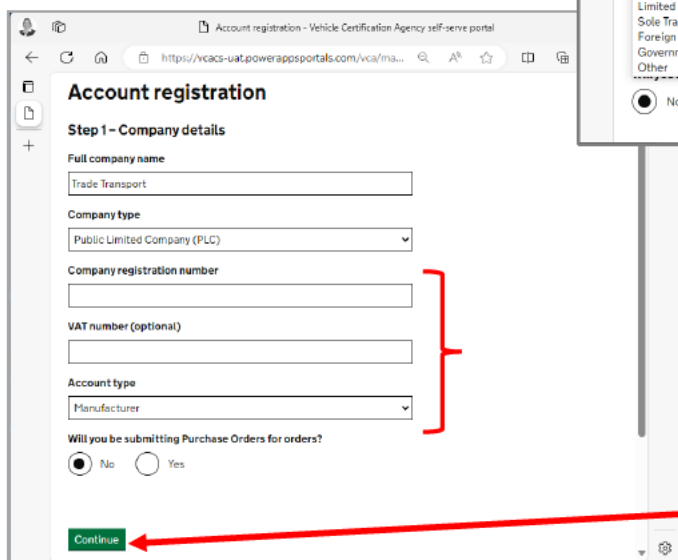 Account registration - Vehicle Certification Agency self-serve portal
https://vcacs-uat.powerappsportals.com/vca/ma...
Limited
Sole Tra
Foreign
Governm
Other
No
Account registration
Step 1 – Company details
Full company name
Trade Transport
Company type
Public Limited Company (PLC)
Company registration number
VAT number (optional)
Account type
Manufacturer
Will you be submitting Purchase Orders for orders?
No Yes
Continue